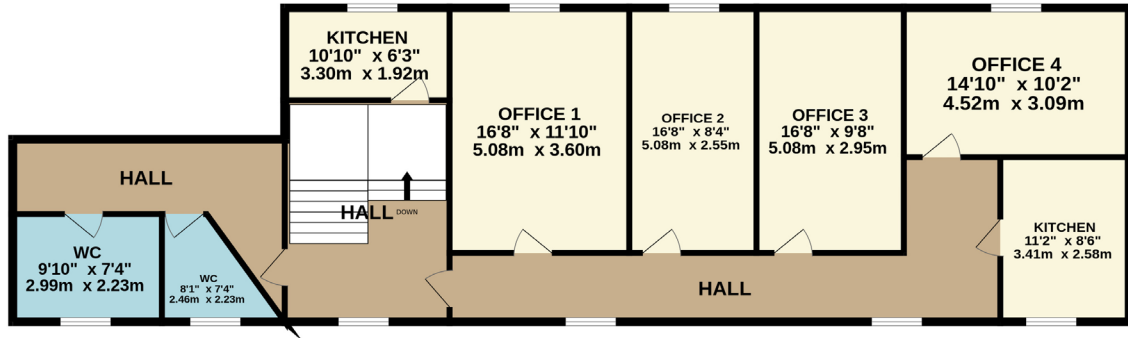 KITCHEN
10'10" x 6'3"
3.30m x 1.92m
OFFICE 1
16'8" x 11'10"
5.08m x 3.60m
OFFICE 2
16'8" x 8'4"
5.08m x 2.55m
OFFICE 3
16'8" x 9'8"
5.08m x 2.95m
OFFICE 4
14'10" x 10'2"
4.52m x 3.09m
HALL
HALL
DOWN
WC
9'10" x 7'4"
2.99m x 2.23m
WC
8'1" x 7'4"
2.46m x 2.23m
HALL
KITCHEN
11'2" x 8'6"
3.41m x 2.58m